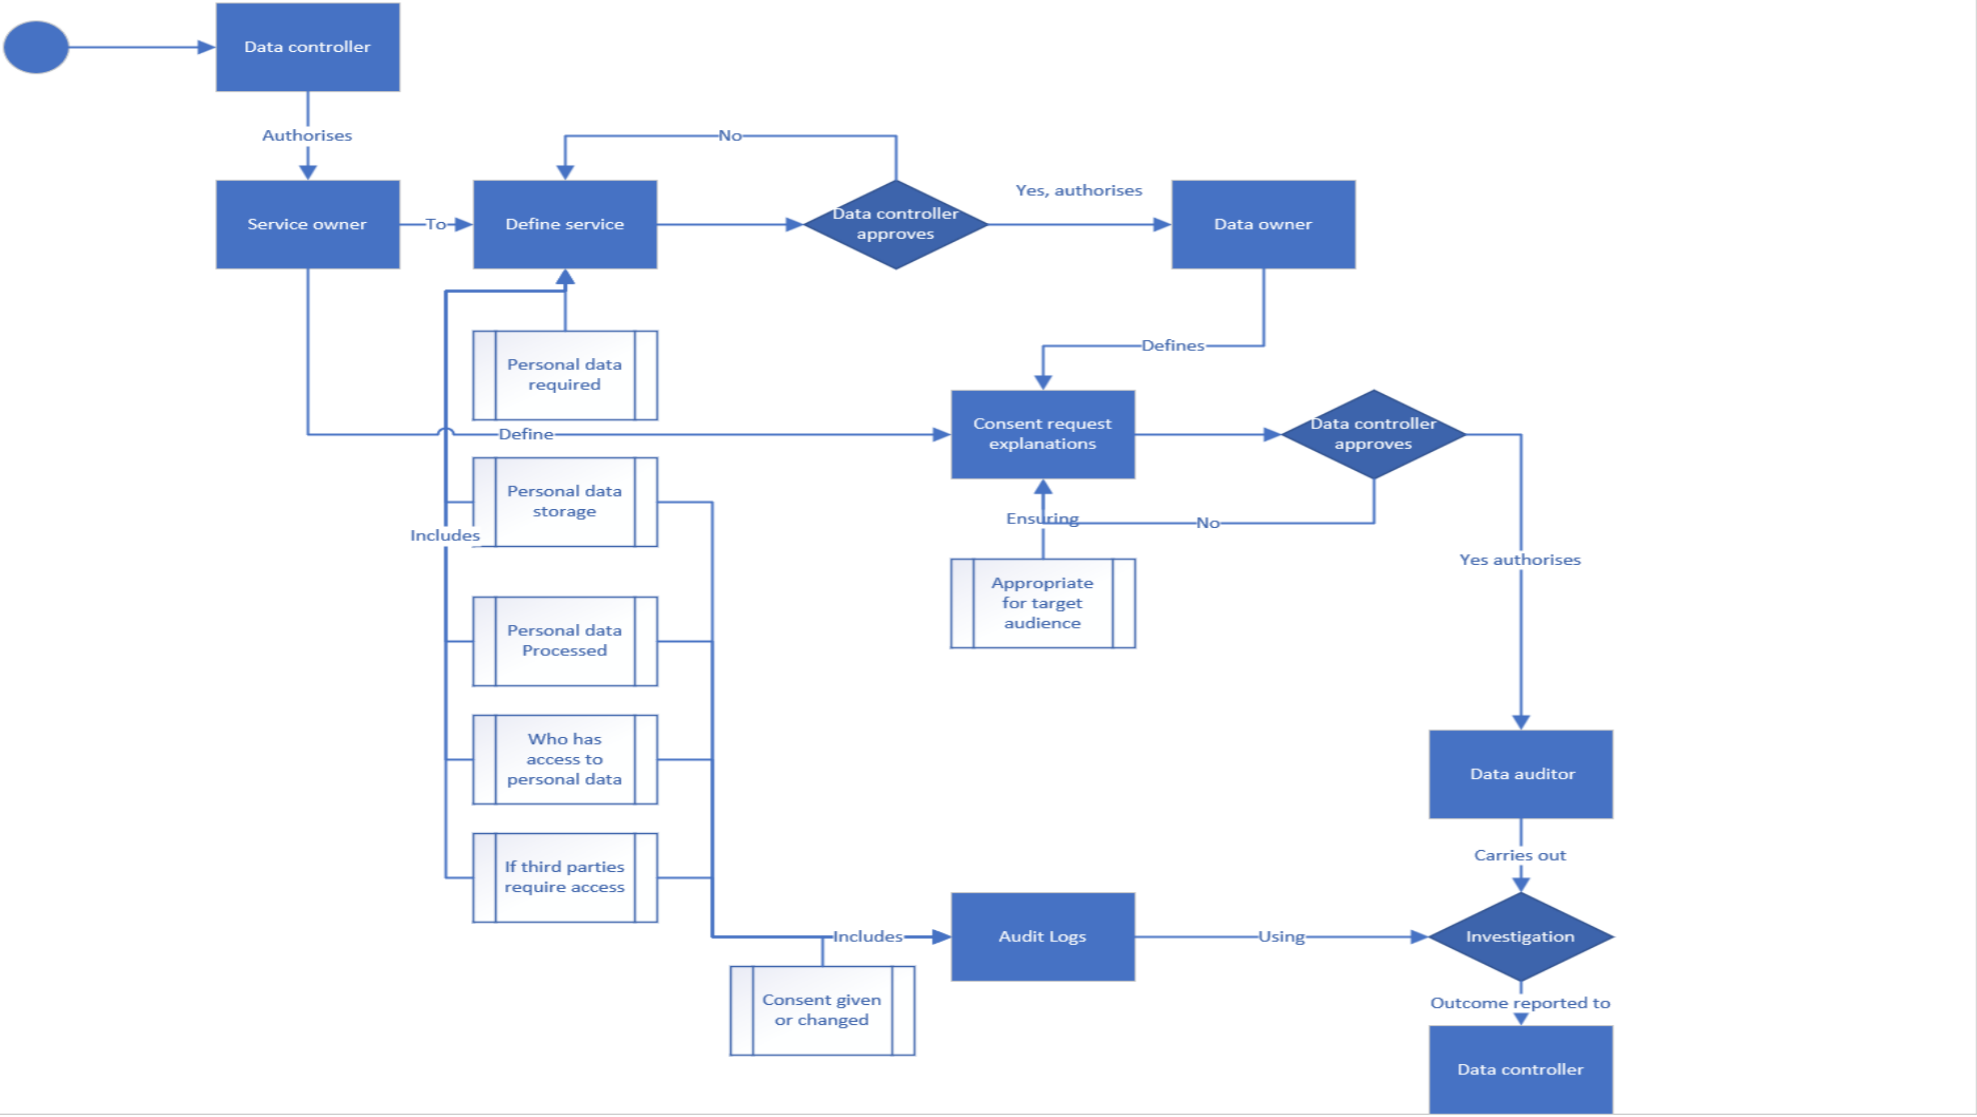 Data controller
Authorises
No
Service owner
To
Define service
Data controller
approves
Yes, authorises
Data owner
Personal data
required
Defines
Define
Consent request
explanations
Data controller
approves
Personal data
storage
Includes
Ensuring
No
Appropriate
for target
audience
Yes authorises
Personal data
Processed
Who has
access to
personal data
Data auditor
Carries out
If third parties
require access
Includes
Audit Logs
Using
Investigation
Consent given
or changed
Outcome reported to
Data controller